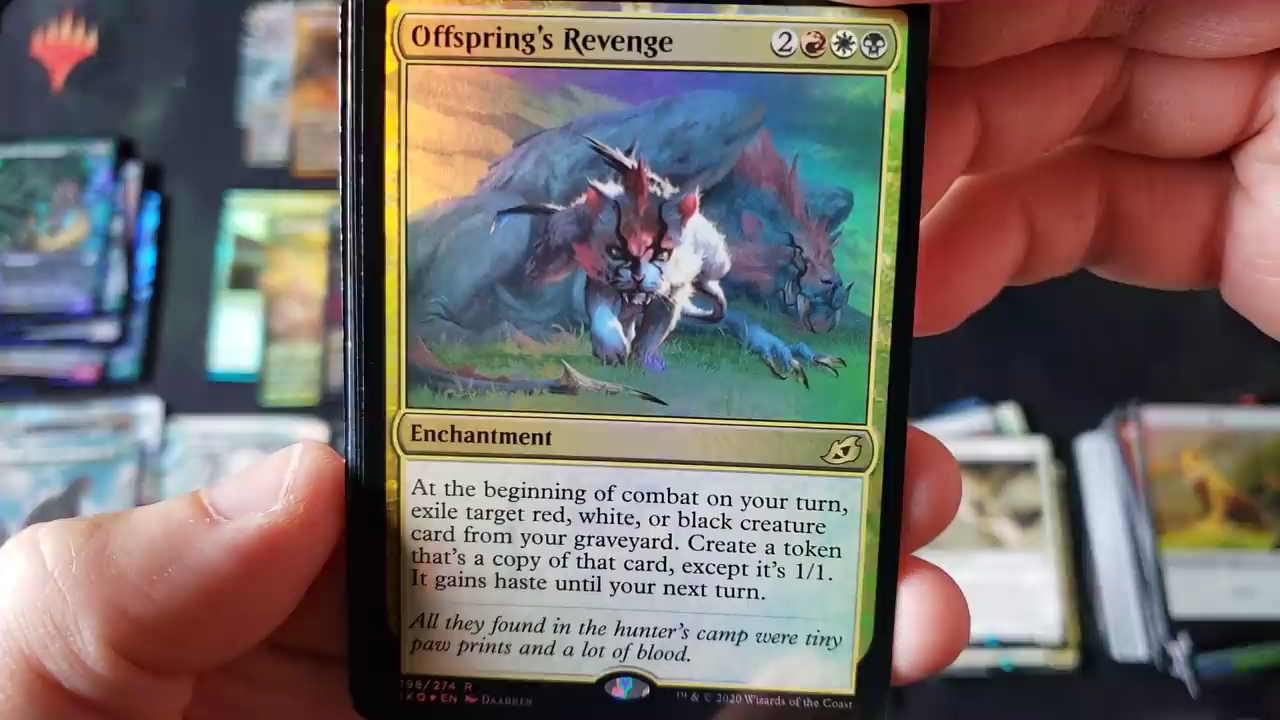 Offspring's Revenge
2
Enchantment
At the beginning of combat on your turn,
exile target red, white, or black creature
card from your graveyard. Create a token
that's a copy of that card, except it's 1/1.
It gains haste until your next turn.
All they found in the hunter's camp were tiny
paw prints and a lot of blood.
198/274 R
IKO ★ EN DAARKEN
™ & © 2020 Wizards of the Coast